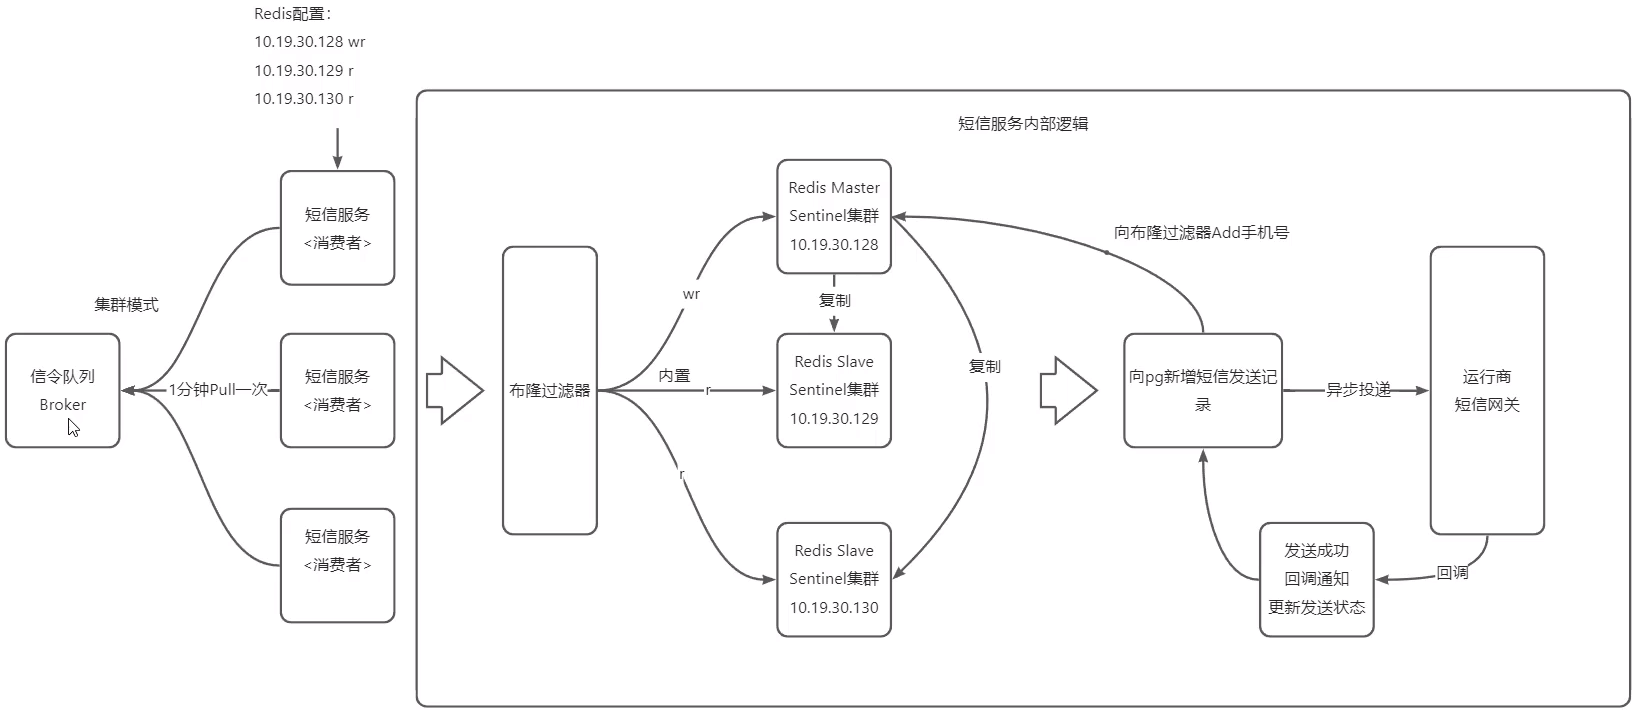 Redis配置：
10.19.30.128 wr
10.19.30.129 r
10.19.30.130 r
短信服务内部逻辑
短信服务
<消费者>
集群模式
信令队列
Broker
1分钟Pull一次
短信服务
<消费者>
短信服务
<消费者>
布隆过滤器
wr
内置
r
r
Redis Master
Sentinel集群
10.19.30.128
复制
Redis Slave
Sentinel集群
10.19.30.129
复制
Redis Slave
Sentinel集群
10.19.30.130
向布隆过滤器Add手机号
向pg新增短信发送记
录
异步投递
运行商
短信网关
回调
发送成功
回调通知
更新发送状态